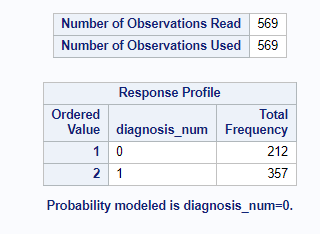 Number of Observations Read 569
Number of Observations Used 569
Response Profile
Ordered Value diagnosis_num Total Frequency
1 0 212
2 1 357
Probability modeled is diagnosis_num=0.